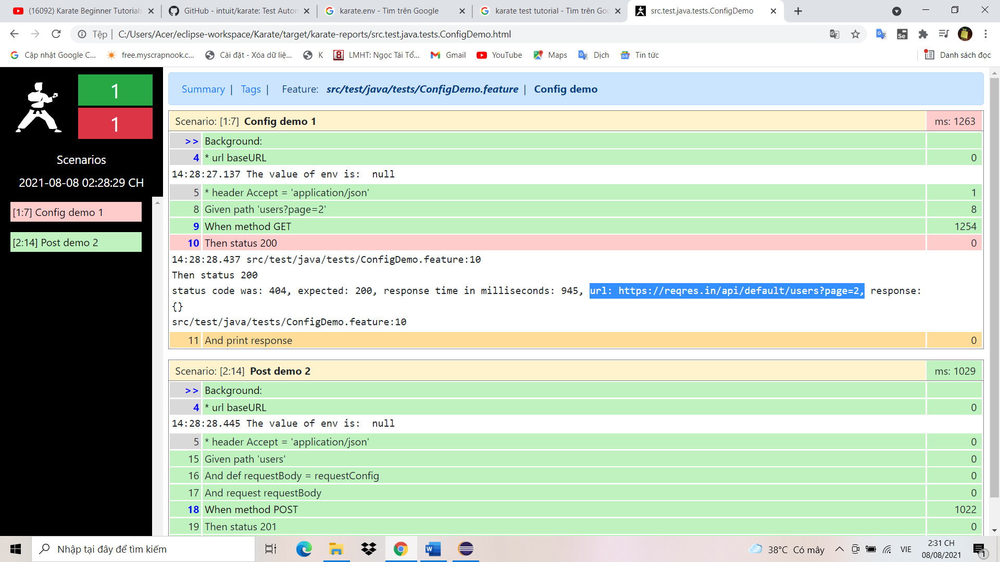 (16092) Karate Beginner Tutorials
GitHub - intuit/karate: Test Auton
karate.env - Tìm trên Google
karate test tutorial - Tìm trên Goo
src.test.java.tests.ConfigDemo
Tệp | C:/Users/Acer/eclipse-workspace/Karate/target/karate-reports/src.test.java.tests.ConfigDemo.html
Cập nhật Google C...
free.myscrapnook.c...
Cài đặt - Xóa dữ liệ...
K
LMHT: Ngọc Tái Tổ...
Gmail
YouTube
Maps
Dịch
Tin tức
Danh sách đọc
1
1
Scenarios
2021-08-08 02:28:29 CH
[1:7] Config demo 1
[2:14] Post demo 2
Summary | Tags | Feature: src/test/java/tests/ConfigDemo.feature | Config demo
Scenario: [1:7] Config demo 1 ms: 1263
>> Background:
4 * url baseURL 0
14:28:27.137 The value of env is: null
5 * header Accept = 'application/json' 1
8 Given path 'users?page=2' 8
9 When method GET 1254
10 Then status 200 0
14:28:28.437 src/test/java/tests/ConfigDemo.feature:10
Then status 200
status code was: 404, expected: 200, response time in milliseconds: 945, url: https://reqres.in/api/default/users?page=2, response:
{}
src/test/java/tests/ConfigDemo.feature:10
11 And print response 0
Scenario: [2:14] Post demo 2 ms: 1029
>> Background:
4 * url baseURL 0
14:28:28.445 The value of env is: null
5 * header Accept = 'application/json' 0
15 Given path 'users' 0
16 And def requestBody = requestConfig 0
17 And request requestBody 0
18 When method POST 1022
19 Then status 201 0
Nhập tại đây để tìm kiếm
38°C Có mây
VIE
2:31 CH
08/08/2021
1